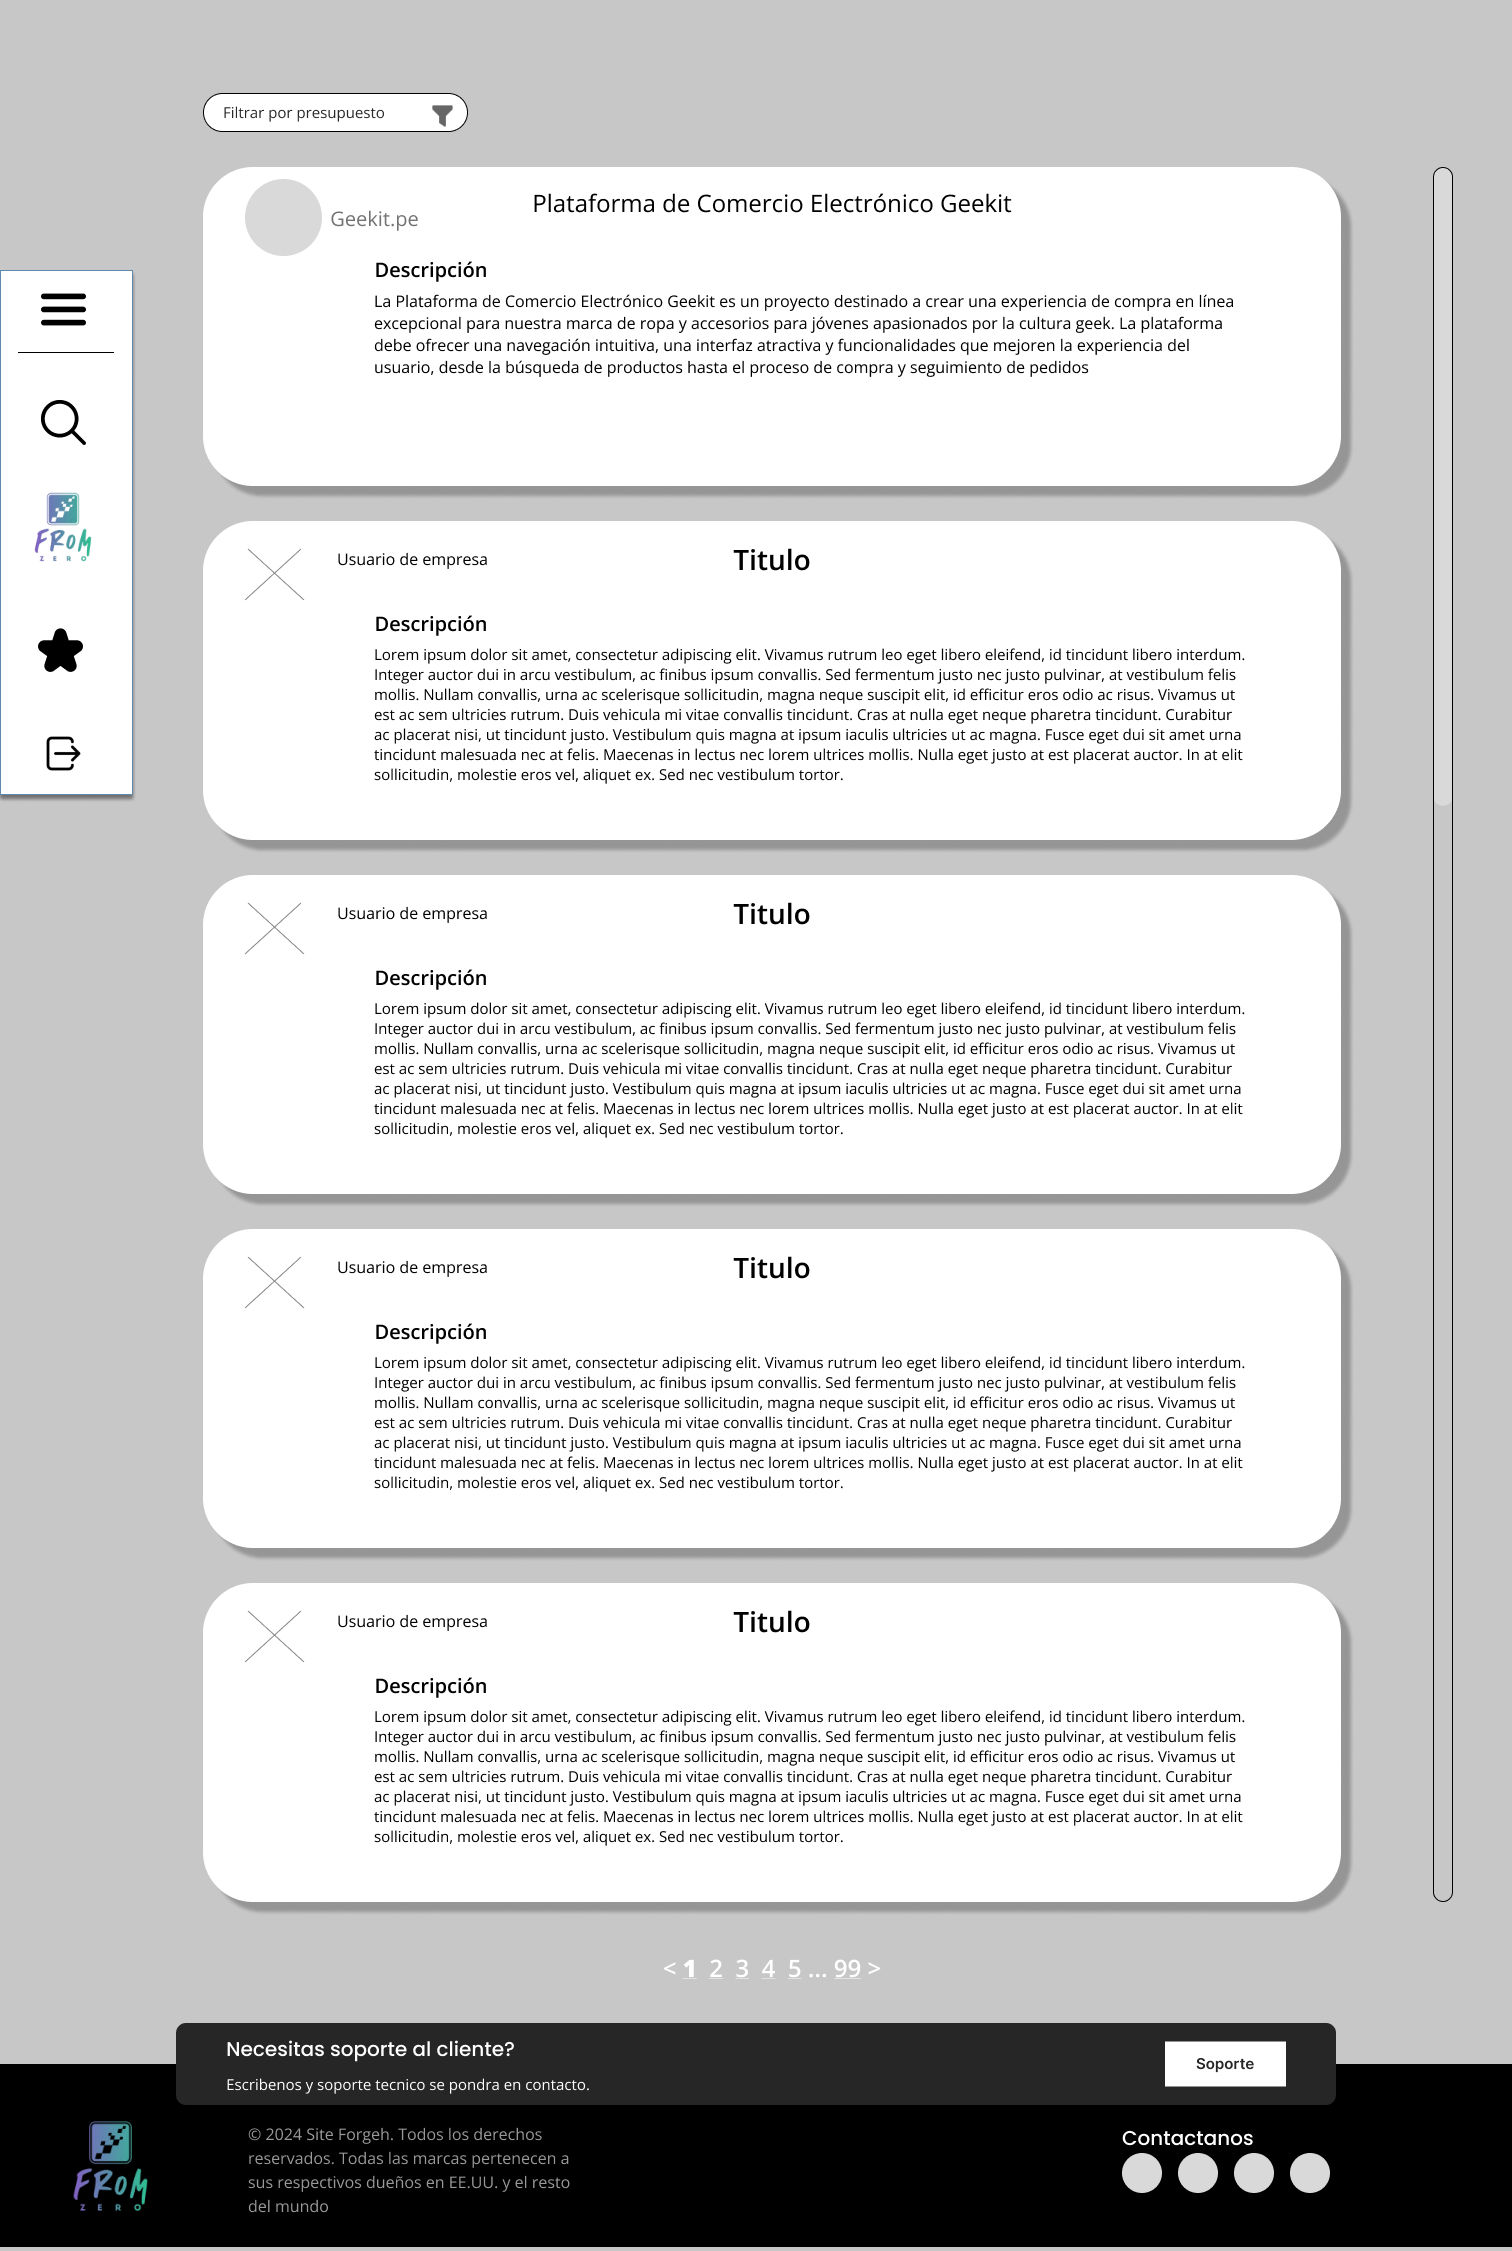 Filtrar por presupuesto
Geekit.pe
Plataforma de Comercio Electrónico Geekit
Descripción
La Plataforma de Comercio Electrónico Geekit es un proyecto destinado a crear una experiencia de compra en línea
excepcional para nuestra marca de ropa y accesorios para jóvenes apasionados por la cultura geek. La plataforma
debe ofrecer una navegación intuitiva, una interfaz atractiva y funcionalidades que mejoren la experiencia del
usuario, desde la búsqueda de productos hasta el proceso de compra y seguimiento de pedidos
FROM
ZERO
Usuario de empresa
Titulo
Descripción
Lorem ipsum dolor sit amet, consectetur adipiscing elit. Vivamus rutrum leo eget libero eleifend, id tincidunt libero interdum.
Integer auctor dui in arcu vestibulum, ac finibus ipsum convallis. Sed fermentum justo nec justo pulvinar, at vestibulum felis
mollis. Nullam convallis, urna ac scelerisque sollicitudin, magna neque suscipit elit, id efficitur eros odio ac risus. Vivamus ut
est ac sem ultricies rutrum. Duis vehicula mi vitae convallis tincidunt. Cras at nulla eget neque pharetra tincidunt. Curabitur
ac placerat nisi, ut tincidunt justo. Vestibulum quis magna at ipsum iaculis ultricies ut ac magna. Fusce eget dui sit amet urna
tincidunt malesuada nec at felis. Maecenas in lectus nec lorem ultrices mollis. Nulla eget justo at est placerat auctor. In at elit
sollicitudin, molestie eros vel, aliquet ex. Sed nec vestibulum tortor.
Usuario de empresa
Titulo
Descripción
Lorem ipsum dolor sit amet, consectetur adipiscing elit. Vivamus rutrum leo eget libero eleifend, id tincidunt libero interdum.
Integer auctor dui in arcu vestibulum, ac finibus ipsum convallis. Sed fermentum justo nec justo pulvinar, at vestibulum felis
mollis. Nullam convallis, urna ac scelerisque sollicitudin, magna neque suscipit elit, id efficitur eros odio ac risus. Vivamus ut
est ac sem ultricies rutrum. Duis vehicula mi vitae convallis tincidunt. Cras at nulla eget neque pharetra tincidunt. Curabitur
ac placerat nisi, ut tincidunt justo. Vestibulum quis magna at ipsum iaculis ultricies ut ac magna. Fusce eget dui sit amet urna
tincidunt malesuada nec at felis. Maecenas in lectus nec lorem ultrices mollis. Nulla eget justo at est placerat auctor. In at elit
sollicitudin, molestie eros vel, aliquet ex. Sed nec vestibulum tortor.
Usuario de empresa
Titulo
Descripción
Lorem ipsum dolor sit amet, consectetur adipiscing elit. Vivamus rutrum leo eget libero eleifend, id tincidunt libero interdum.
Integer auctor dui in arcu vestibulum, ac finibus ipsum convallis. Sed fermentum justo nec justo pulvinar, at vestibulum felis
mollis. Nullam convallis, urna ac scelerisque sollicitudin, magna neque suscipit elit, id efficitur eros odio ac risus. Vivamus ut
est ac sem ultricies rutrum. Duis vehicula mi vitae convallis tincidunt. Cras at nulla eget neque pharetra tincidunt. Curabitur
ac placerat nisi, ut tincidunt justo. Vestibulum quis magna at ipsum iaculis ultricies ut ac magna. Fusce eget dui sit amet urna
tincidunt malesuada nec at felis. Maecenas in lectus nec lorem ultrices mollis. Nulla eget justo at est placerat auctor. In at elit
sollicitudin, molestie eros vel, aliquet ex. Sed nec vestibulum tortor.
Usuario de empresa
Titulo
Descripción
Lorem ipsum dolor sit amet, consectetur adipiscing elit. Vivamus rutrum leo eget libero eleifend, id tincidunt libero interdum.
Integer auctor dui in arcu vestibulum, ac finibus ipsum convallis. Sed fermentum justo nec justo pulvinar, at vestibulum felis
mollis. Nullam convallis, urna ac scelerisque sollicitudin, magna neque suscipit elit, id efficitur eros odio ac risus. Vivamus ut
est ac sem ultricies rutrum. Duis vehicula mi vitae convallis tincidunt. Cras at nulla eget neque pharetra tincidunt. Curabitur
ac placerat nisi, ut tincidunt justo. Vestibulum quis magna at ipsum iaculis ultricies ut ac magna. Fusce eget dui sit amet urna
tincidunt malesuada nec at felis. Maecenas in lectus nec lorem ultrices mollis. Nulla eget justo at est placerat auctor. In at elit
sollicitudin, molestie eros vel, aliquet ex. Sed nec vestibulum tortor.
< 1 2 3 4 5 ... 99 >
Necesitas soporte al cliente?
Escribenos y soporte tecnico se pondra en contacto.
Soporte
FROM
ZERO
© 2024 Site Forgeh. Todos los derechos
reservados. Todas las marcas pertenecen a
sus respectivos dueños en EE.UU. y el resto
del mundo
Contactanos